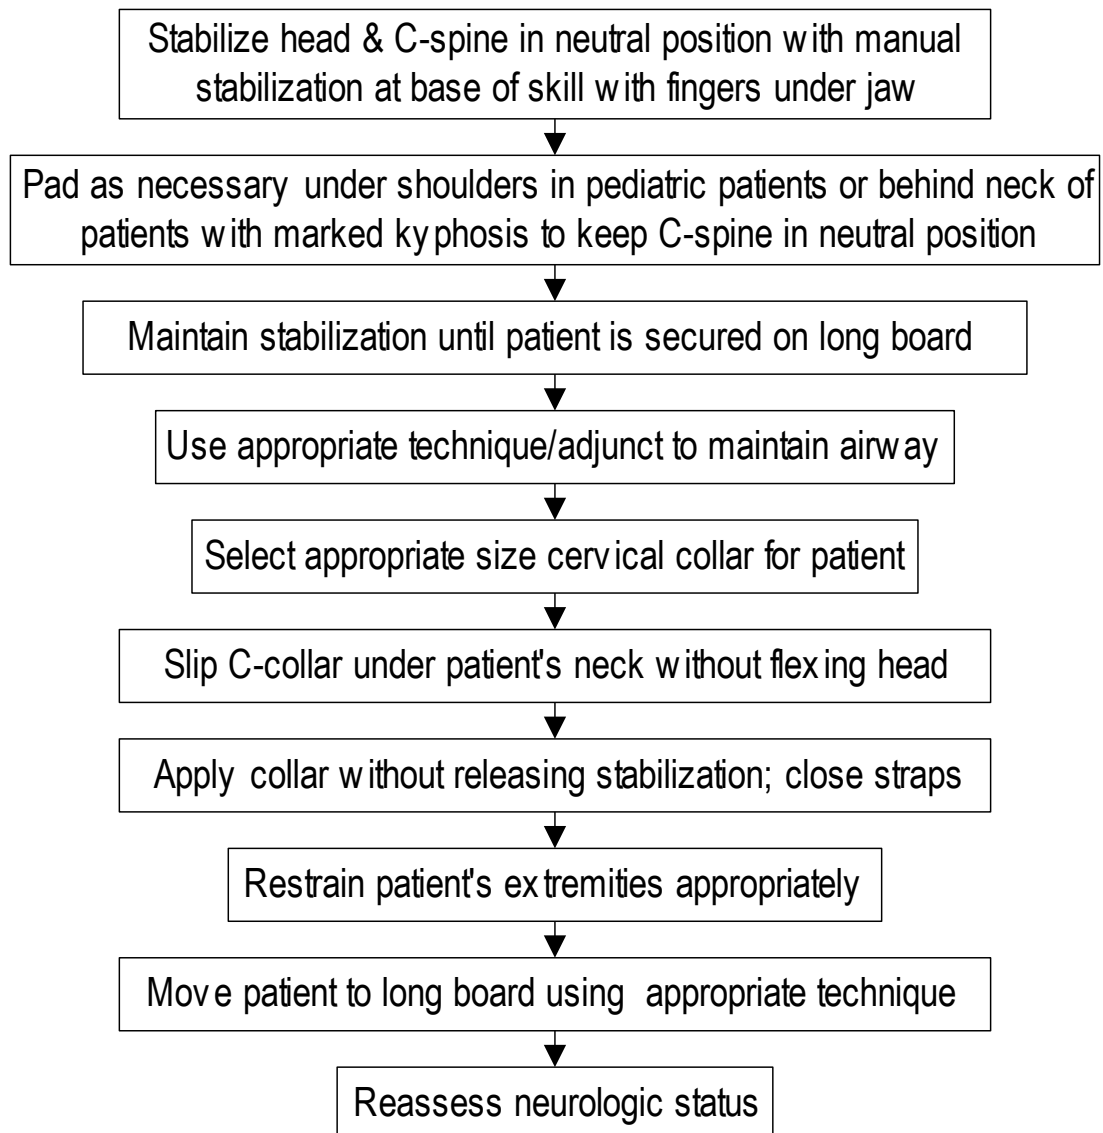 Stabilize head & C-spine in neutral position with manual
stabilization at base of skill with fingers under jaw
Pad as necessary under shoulders in pediatric patients or behind neck of
patients with marked kyphosis to keep C-spine in neutral position
Maintain stabilization until patient is secured on long board
Use appropriate technique/adjunct to maintain airway
Select appropriate size cervical collar for patient
Slip C-collar under patient's neck without flexing head
Apply collar without releasing stabilization; close straps
Restrain patient's extremities appropriately
Move patient to long board using appropriate technique
Reassess neurologic status